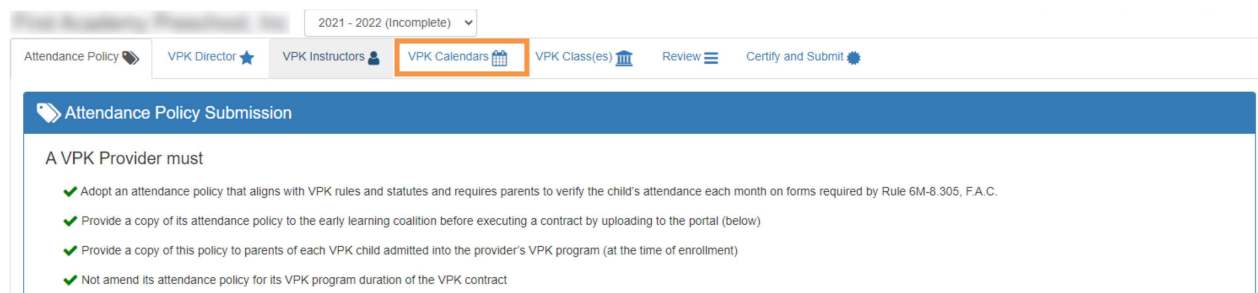 2021 - 2022 (Incomplete)
Attendance Policy VPK Director VPK Instructors VPK Calendars VPK Class(es) Review Certify and Submit
Attendance Policy Submission
A VPK Provider must
Adopt an attendance policy that aligns with VPK rules and statutes and requires parents to verify the child's attendance each month on forms required by Rule 6M-8.305, F.A.C.
Provide a copy of its attendance policy to the early learning coalition before executing a contract by uploading to the portal (below)
Provide a copy of this policy to parents of each VPK child admitted into the provider's VPK program (at the time of enrollment)
Not amend its attendance policy for its VPK program duration of the VPK contract